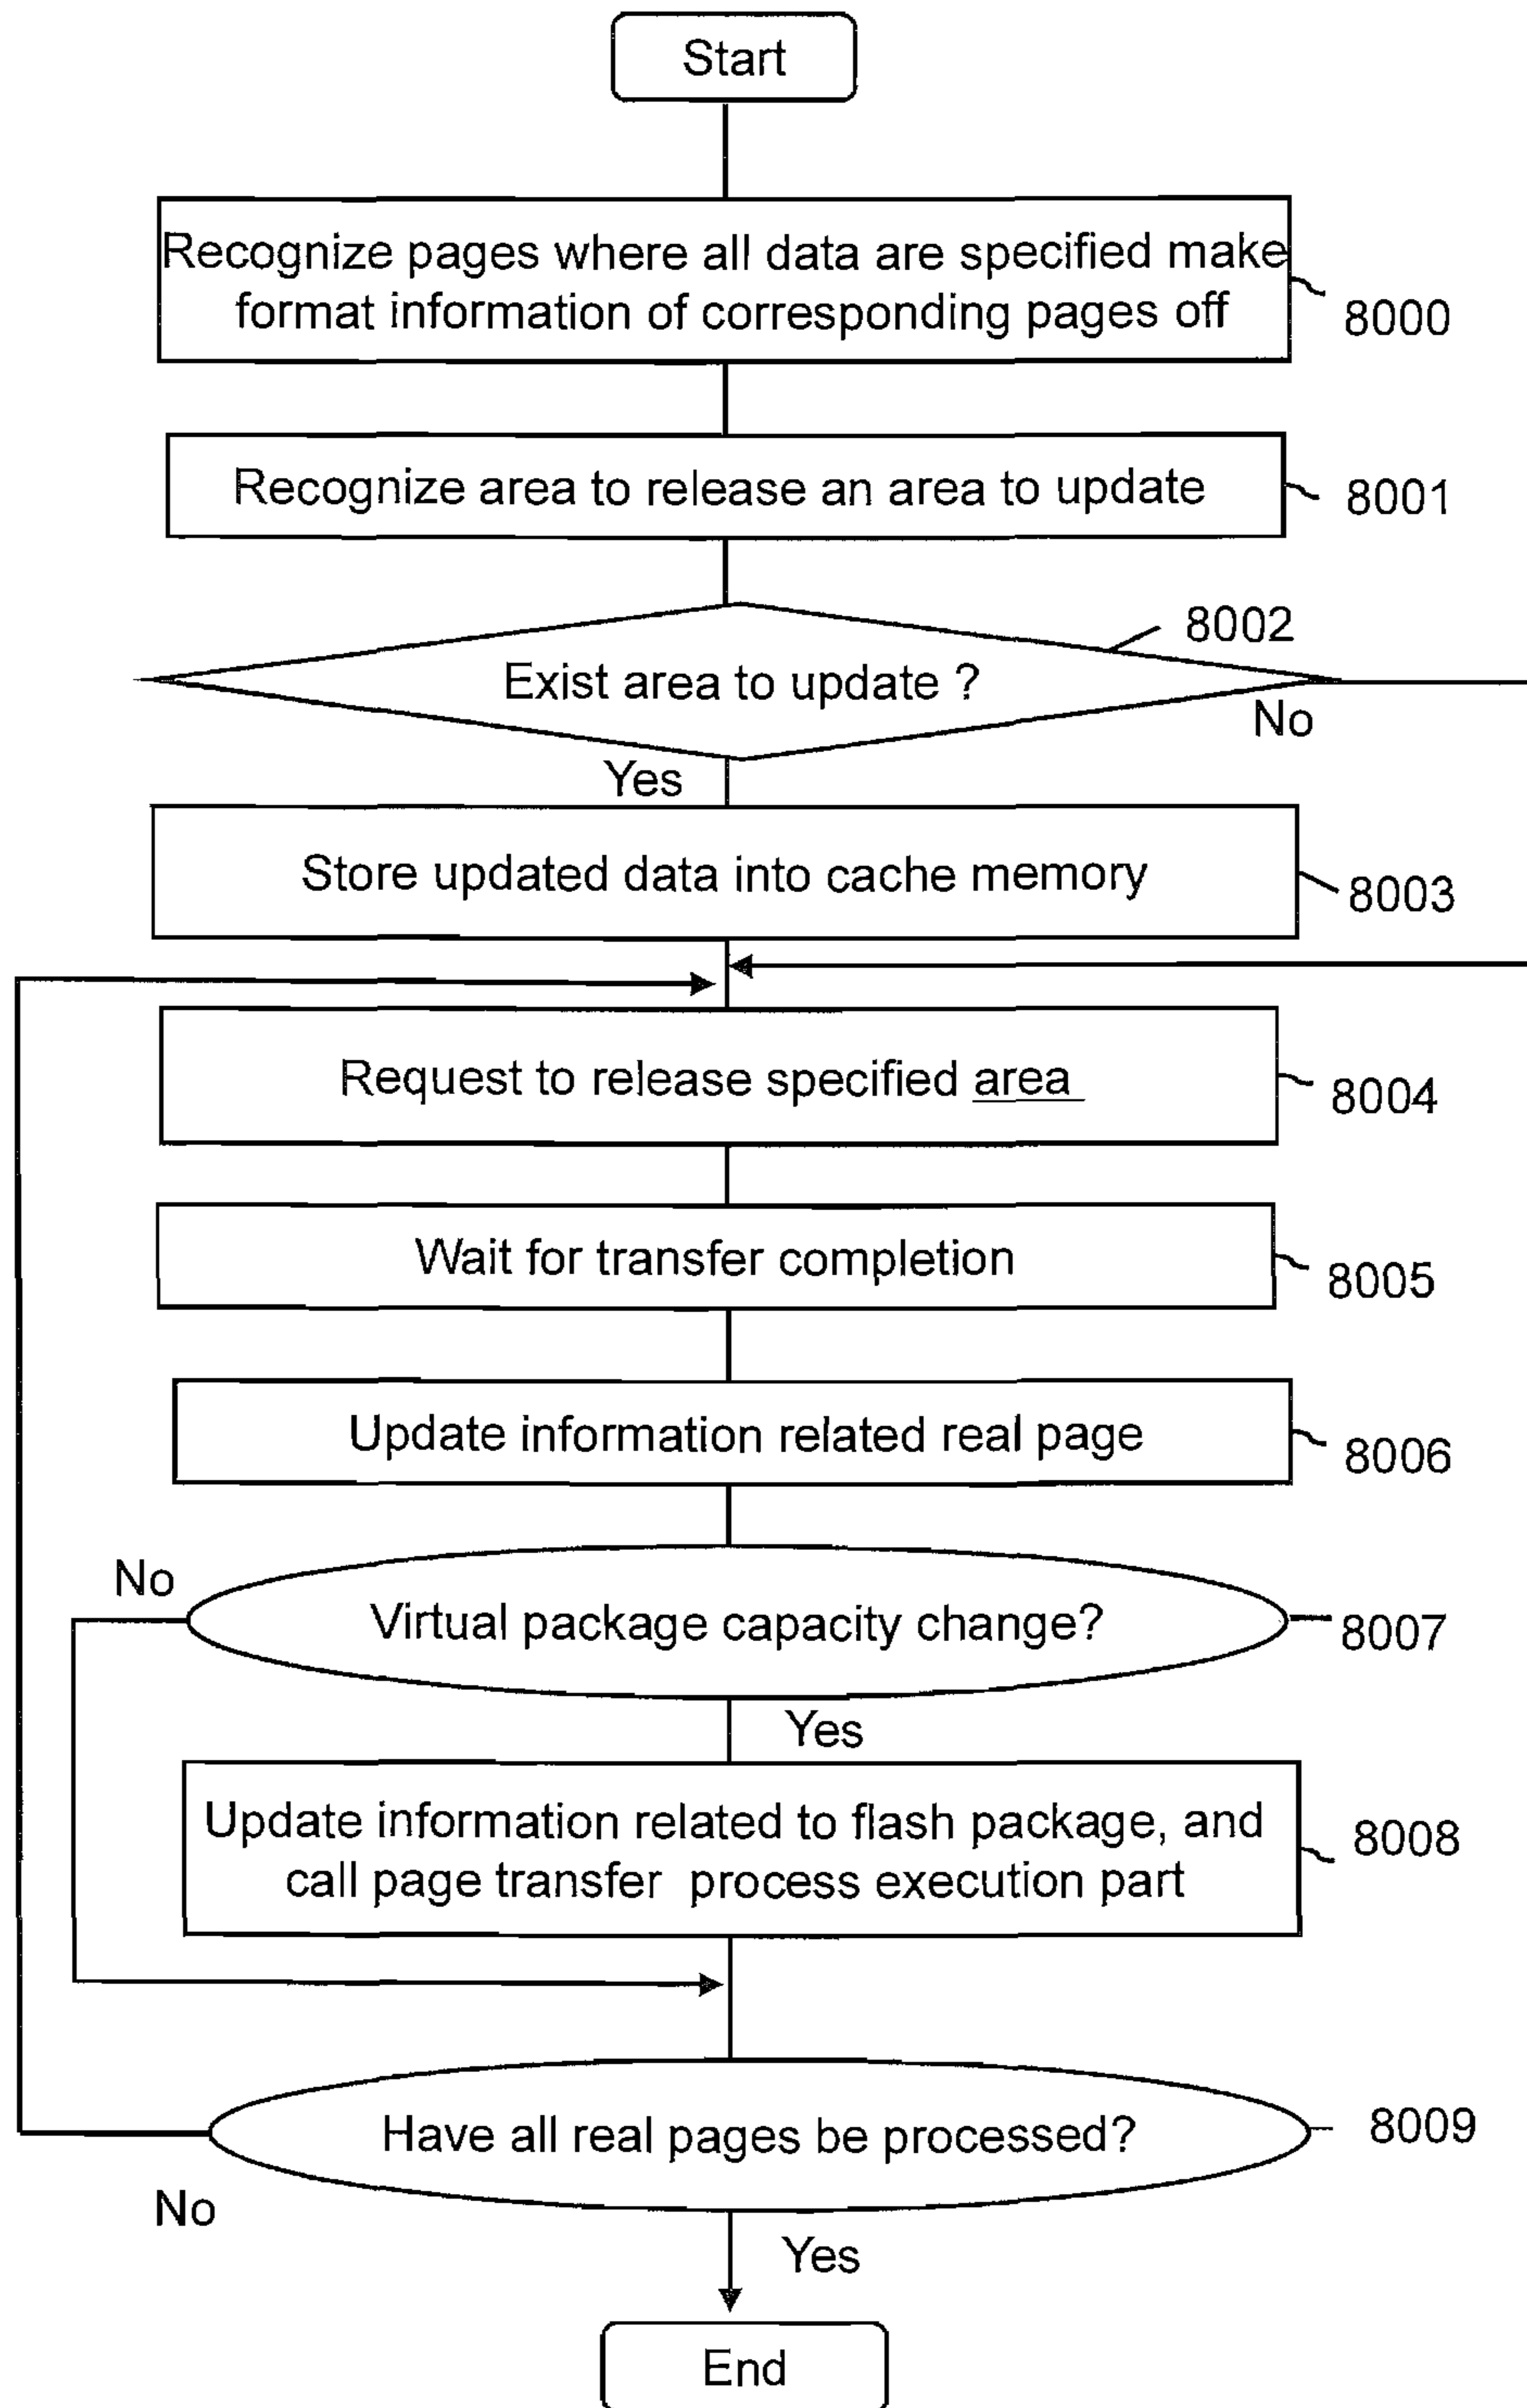 Start
Recognize pages where all data are specified make
format information of corresponding pages off
8000
Recognize area to release an area to update
8001
8002
Exist area to update ?
No
Yes
Store updated data into cache memory
8003
Request to release specified area
8004
Wait for transfer completion
8005
Update information related real page
8006
No
Virtual package capacity change?
8007
Yes
Update information related to flash package, and
call page transfer process execution part
8008
Have all real pages be processed?
8009
No
Yes
End